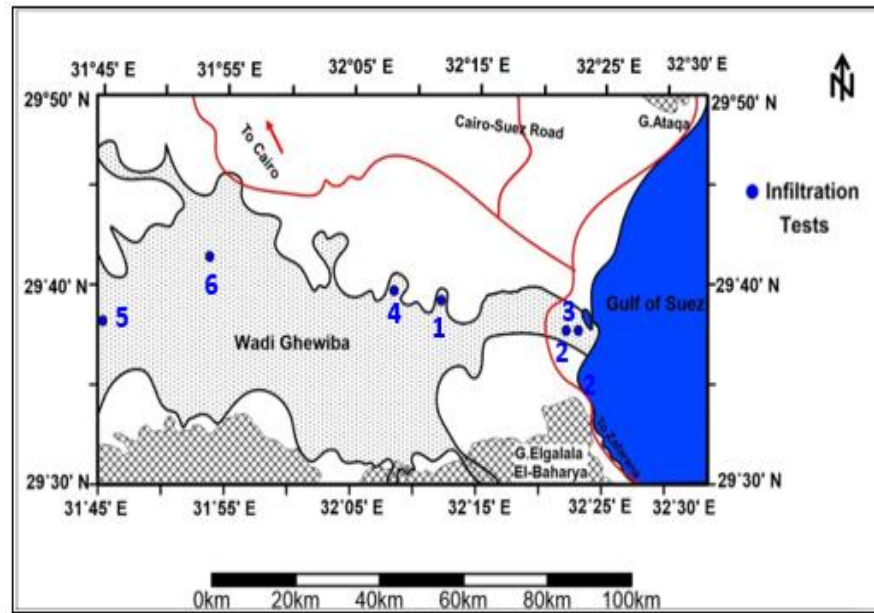 31˚45' E 31˚55' E 32˚05' E 32˚15' E 32˚25' E 32˚30' E
N
29˚50' N
29˚50' N
G.Ataqa
Cairo-Suez Road
To Cairo
Infiltration
Tests
29˚40' N
29˚40' N
6
4
1
3
Gulf of Suez
5
Wadi Ghewiba
2
2
To Zafarana
G.Elgalala
El-Baharya
29˚30' N
29˚30' N
31˚45' E 31˚55' E 32˚05' E 32˚15' E 32˚25' E 32˚30' E
0km 20km 40km 60km 80km 100km